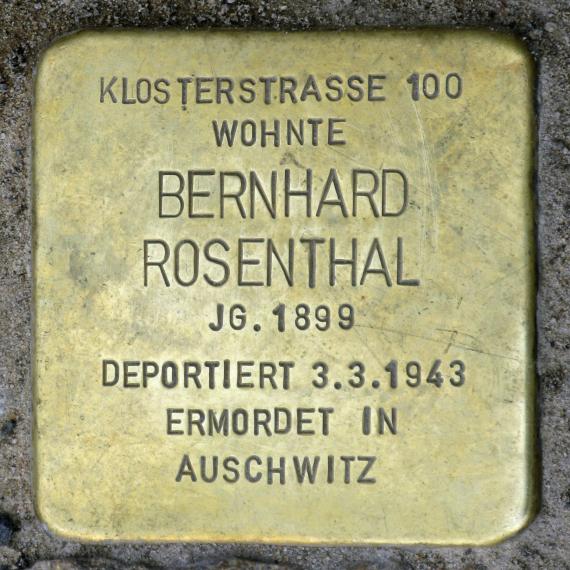 KLOSTERSTRASSE 100
WOHNTE
BERNHARD
ROSENTHAL
JG. 1899
DEPORTIERT 3.3.1943
ERMORDET IN
AUSCHWITZ